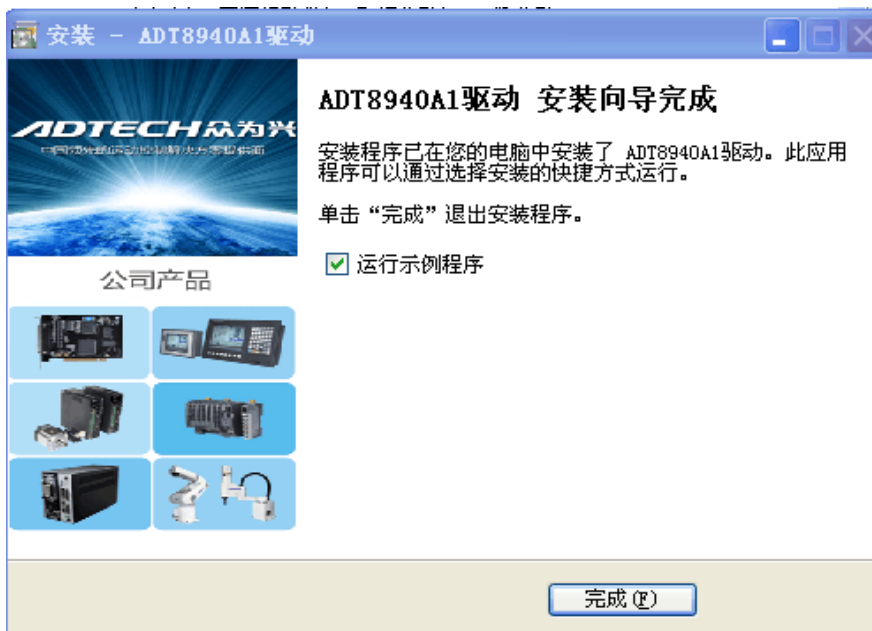 安装 - ADT8940A1驱动
ADTECH众为兴
ADT8940A1驱动 安装向导完成
安装程序已在您的电脑中安装了 ADT8940A1驱动。此应用
程序可以通过选择安装的快捷方式运行。
单击“完成”退出安装程序。
运行示例程序
公司产品
完成(F)